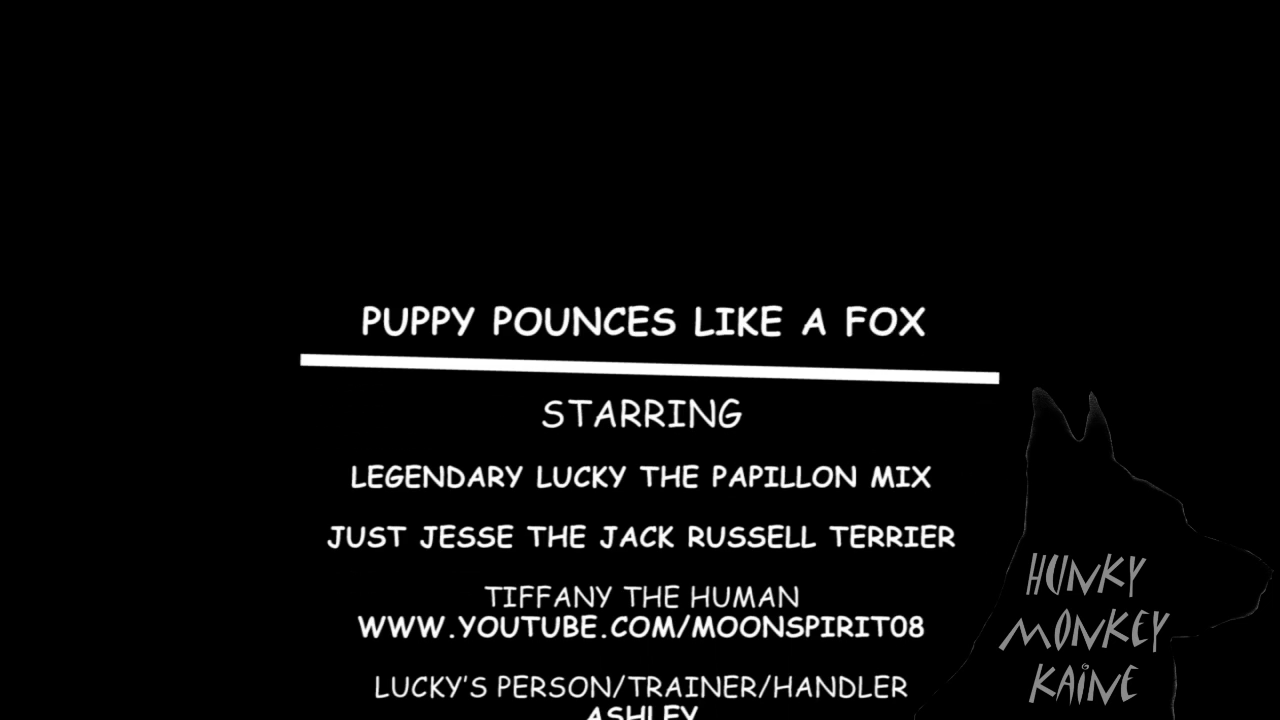 PUPPY POUNCES LIKE A FOX
STARRING
LEGENDARY LUCKY THE PAPILLON MIX
JUST JESSE THE JACK RUSSELL TERRIER
TIFFANY THE HUMAN
WWW.YOUTUBE.COM/MOONSPIRIT08
LUCKY'S PERSON/TRAINER/HANDLER
ASHLEY
HUNKY
MONKEY
KAINE